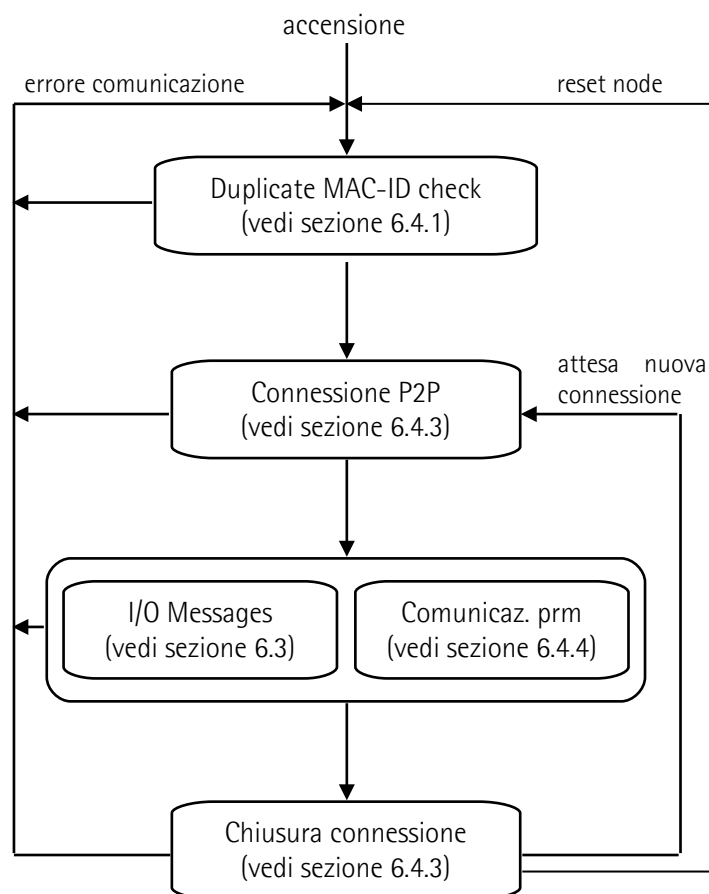 accensione
errore comunicazione
reset node
Duplicate MAC-ID check
(vedi sezione 6.4.1)
attesa nuova
connessione
Connessione P2P
(vedi sezione 6.4.3)
I/O Messages
(vedi sezione 6.3)
Comunicaz. prm
(vedi sezione 6.4.4)
Chiusura connessione
(vedi sezione 6.4.3)